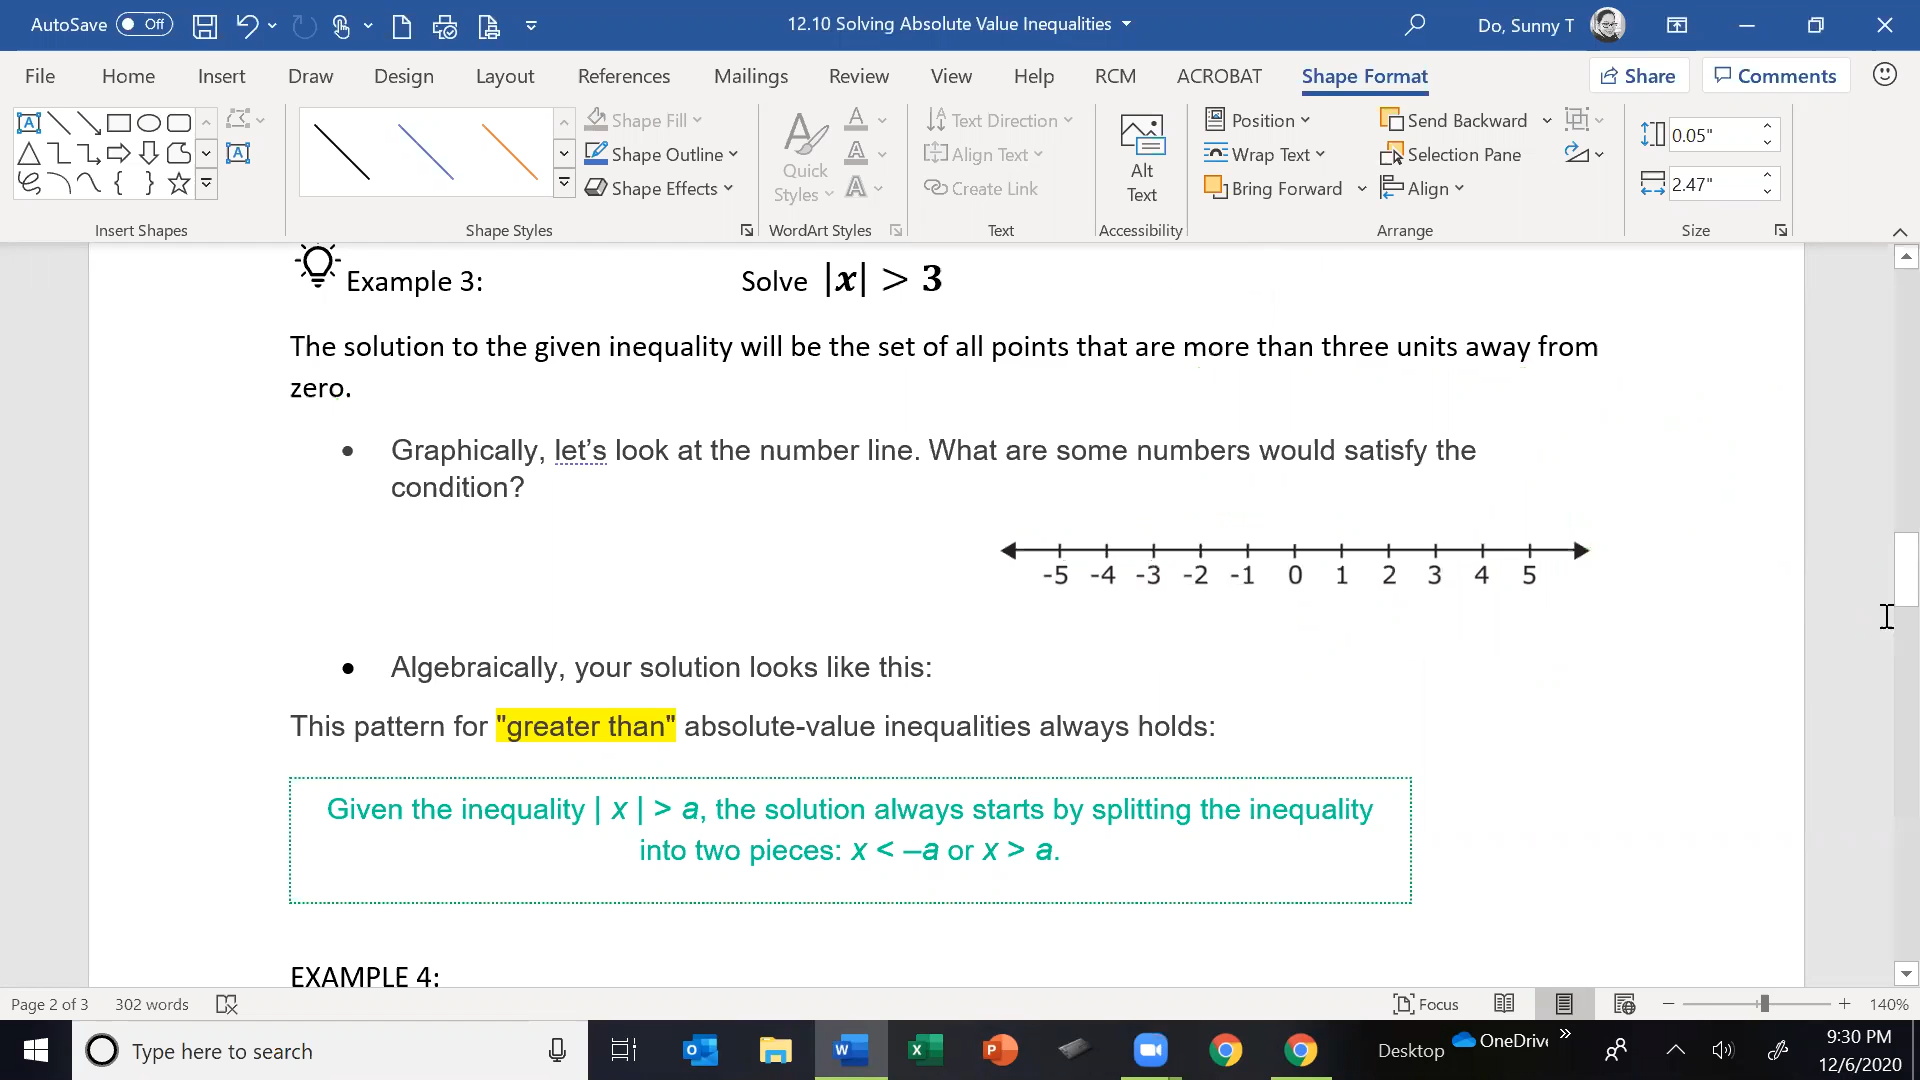 AutoSave Off 12.10 Solving Absolute Value Inequalities Do, Sunny T
File Home Insert Draw Design Layout References Mailings Review View Help RCM ACROBAT Shape Format Share Comments
Shape Fill Text Direction Position Send Backward 0.05"
Shape Outline Align Text Wrap Text Selection Pane
Quick Styles Alt Text
Shape Effects Create Link Bring Forward Align 2.47"
Insert Shapes Shape Styles WordArt Styles Text Accessibility Arrange Size
Example 3: Solve |x| > 3
The solution to the given inequality will be the set of all points that are more than three units away from
zero.
• Graphically, let’s look at the number line. What are some numbers would satisfy the
condition?
-5 -4 -3 -2 -1 0 1 2 3 4 5
• Algebraically, your solution looks like this:
This pattern for "greater than" absolute-value inequalities always holds:
Given the inequality | x | > a, the solution always starts by splitting the inequality
into two pieces: x < –a or x > a.
EXAMPLE 4:
Page 2 of 3 302 words Focus 140%
Type here to search Desktop OneDrive 9:30 PM
12/6/2020